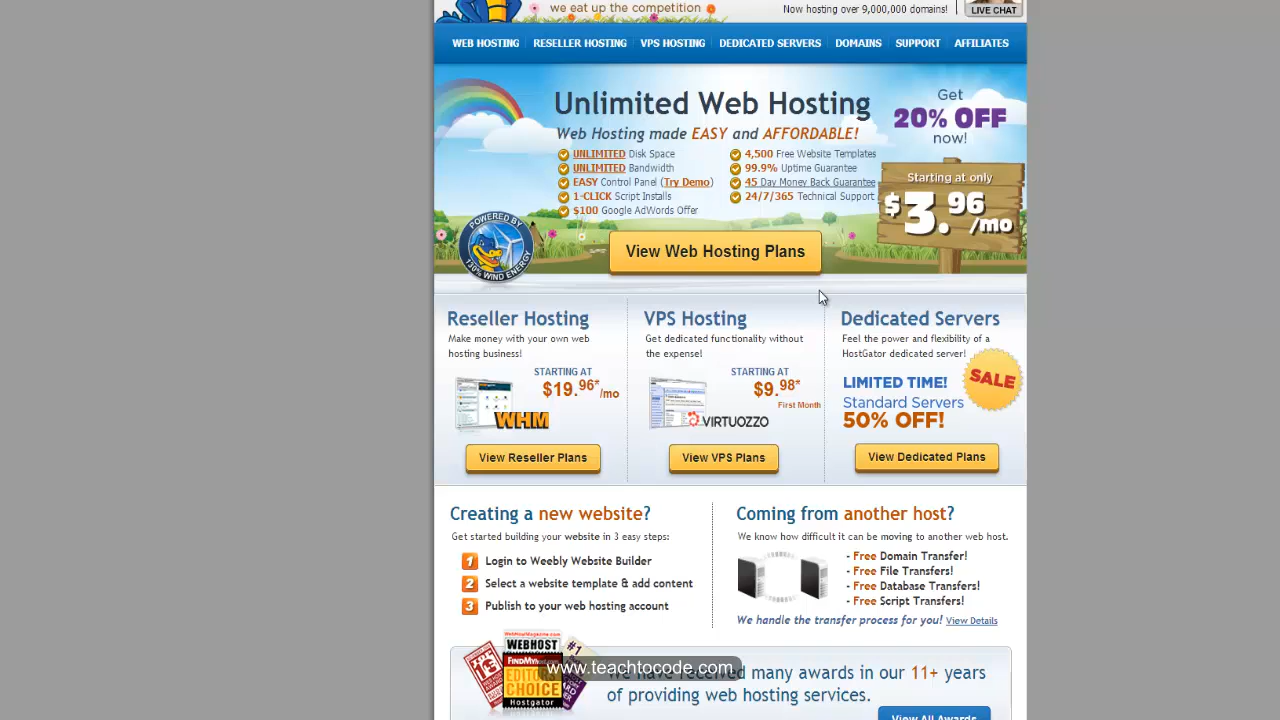 we eat up the competition
Now hosting over 9,000,000 domains!
LIVE CHAT
WEB HOSTING RESELLER HOSTING VPS HOSTING DEDICATED SERVERS DOMAINS SUPPORT AFFILIATES
Unlimited Web Hosting
Web Hosting made EASY and AFFORDABLE!
UNLIMITED Disk Space
UNLIMITED Bandwidth
EASY Control Panel (Try Demo)
1-CLICK Script Installs
$100 Google AdWords Offer
4,500 Free Website Templates
99.9% Uptime Guarantee
45 Day Money Back Guarantee
24/7/365 Technical Support
Get
20% OFF
now!
Starting at only
$3.96/mo
POWERED BY
130% WIND ENERGY
View Web Hosting Plans
Reseller Hosting
Make money with your own web
hosting business!
STARTING AT
$19.96*/mo
WHM
View Reseller Plans
VPS Hosting
Get dedicated functionality without
the expense!
STARTING AT
$9.98*
First Month
VIRTUOZZO
View VPS Plans
Dedicated Servers
Feel the power and flexibility of a
HostGator dedicated server!
LIMITED TIME!
Standard Servers
50% OFF!
SALE
View Dedicated Plans
Creating a new website?
Get started building your website in 3 easy steps:
1 Login to Weebly Website Builder
2 Select a website template & add content
3 Publish to your web hosting account
Coming from another host?
We know how difficult it can be moving to another web host.
- Free Domain Transfer!
- Free File Transfers!
- Free Database Transfers!
- Free Script Transfers!
We handle the transfer process for you! View Details
WEBHOST
EDITORS
CHOICE
Hostgator
#1
www.teachtocode.com
We have received many awards in our 11+ years
of providing web hosting services.
View All Awards